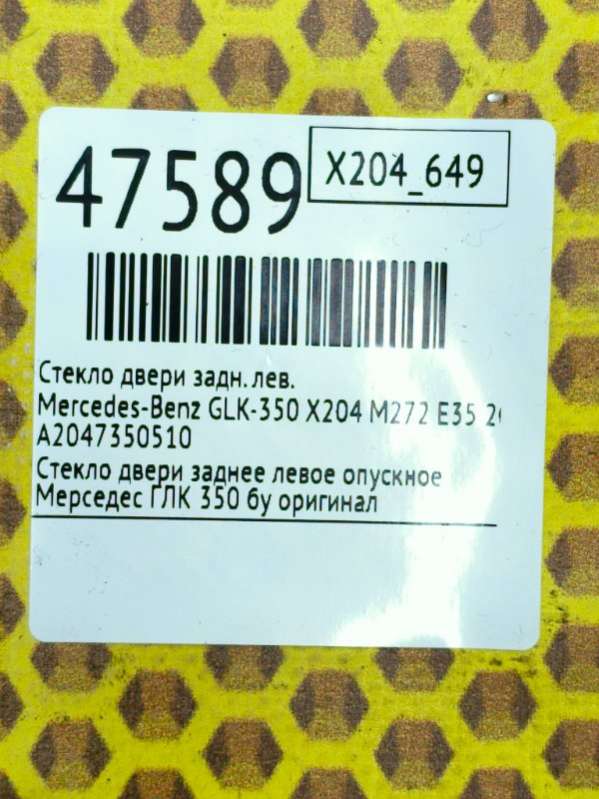 47589
X204_649
Стекло двери задн. лев.
Mercedes-Benz GLK-350 X204 M272 E35
A2047350510
Стекло двери заднее левое опускное
Мерседес ГЛК 350 бу оригинал